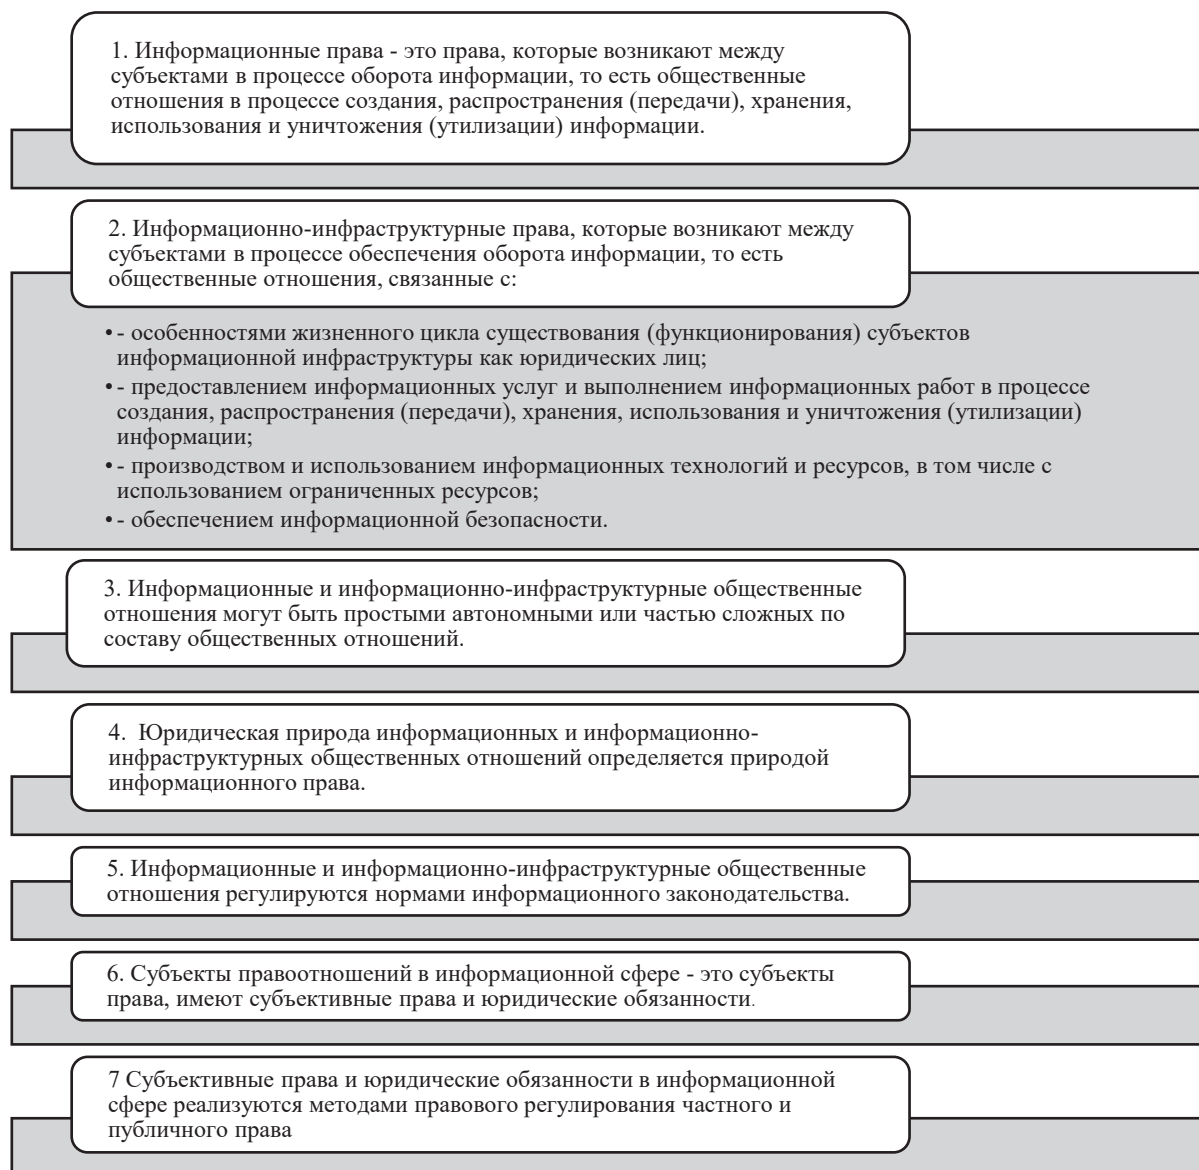 1. Информационные права - это права, которые возникают между
субъектами в процессе оборота информации, то есть общественные
отношения в процессе создания, распространения (передачи), хранения,
использования и уничтожения (утилизации) информации.
2. Информационно-инфраструктурные права, которые возникают между
субъектами в процессе обеспечения оборота информации, то есть
общественные отношения, связанные с:
• - особенностями жизненного цикла существования (функционирования) субъектов
информационной инфраструктуры как юридических лиц;
• - предоставлением информационных услуг и выполнением информационных работ в процессе
создания, распространения (передачи), хранения, использования и уничтожения (утилизации)
информации;
• - производством и использованием информационных технологий и ресурсов, в том числе с
использованием ограниченных ресурсов;
• - обеспечением информационной безопасности.
3. Информационные и информационно-инфраструктурные общественные
отношения могут быть простыми автономными или частью сложных по
составу общественных отношений.
4. Юридическая природа информационных и информационно-
инфраструктурных общественных отношений определяется природой
информационного права.
5. Информационные и информационно-инфраструктурные общественные
отношения регулируются нормами информационного законодательства.
6. Субъекты правоотношений в информационной сфере - это субъекты
права, имеют субъективные права и юридические обязанности.
7 Субъективные права и юридические обязанности в информационной
сфере реализуются методами правового регулирования частного и
публичного права